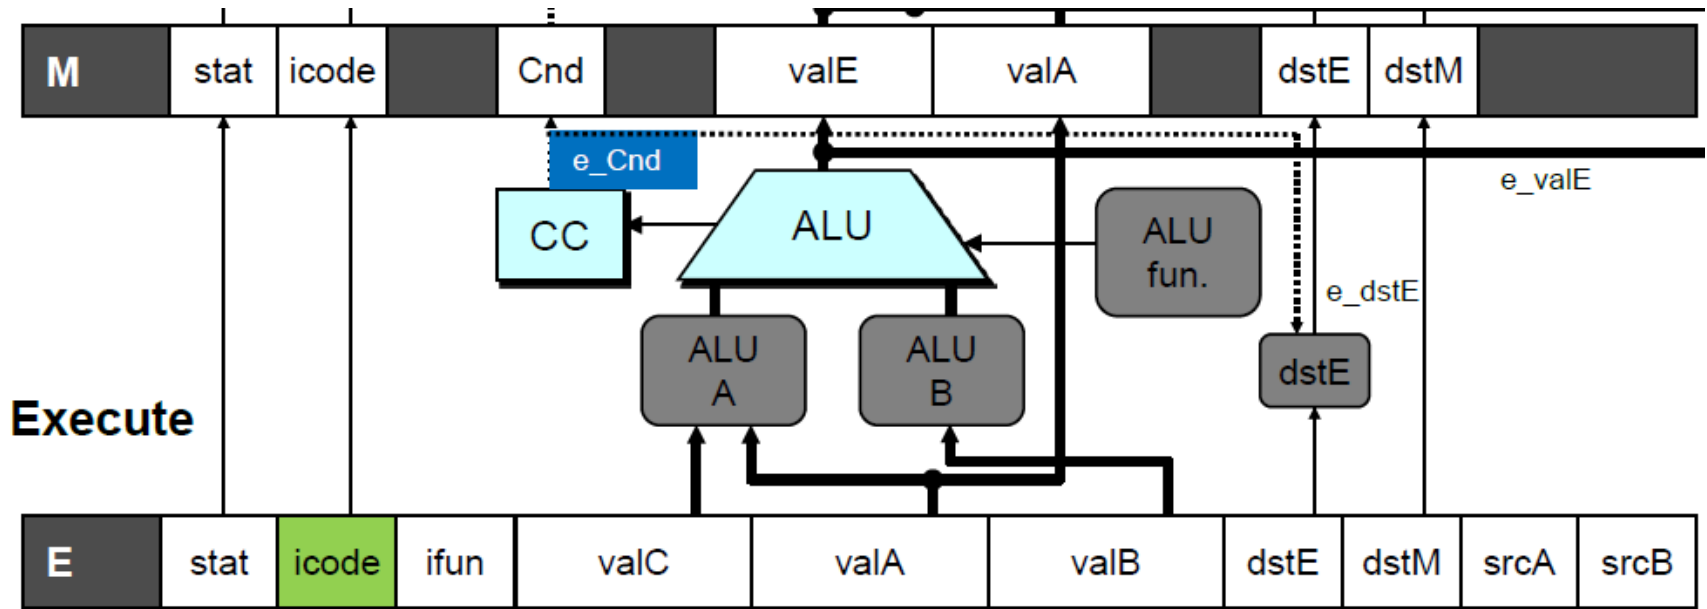 M stat icode Cnd valE valA dstE dstM
e_Cnd
e_valE
CC
ALU
ALU
fun.
e_dstE
ALU
A
ALU
B
dstE
Execute
E stat icode ifun valC valA valB dstE dstM srcA srcB